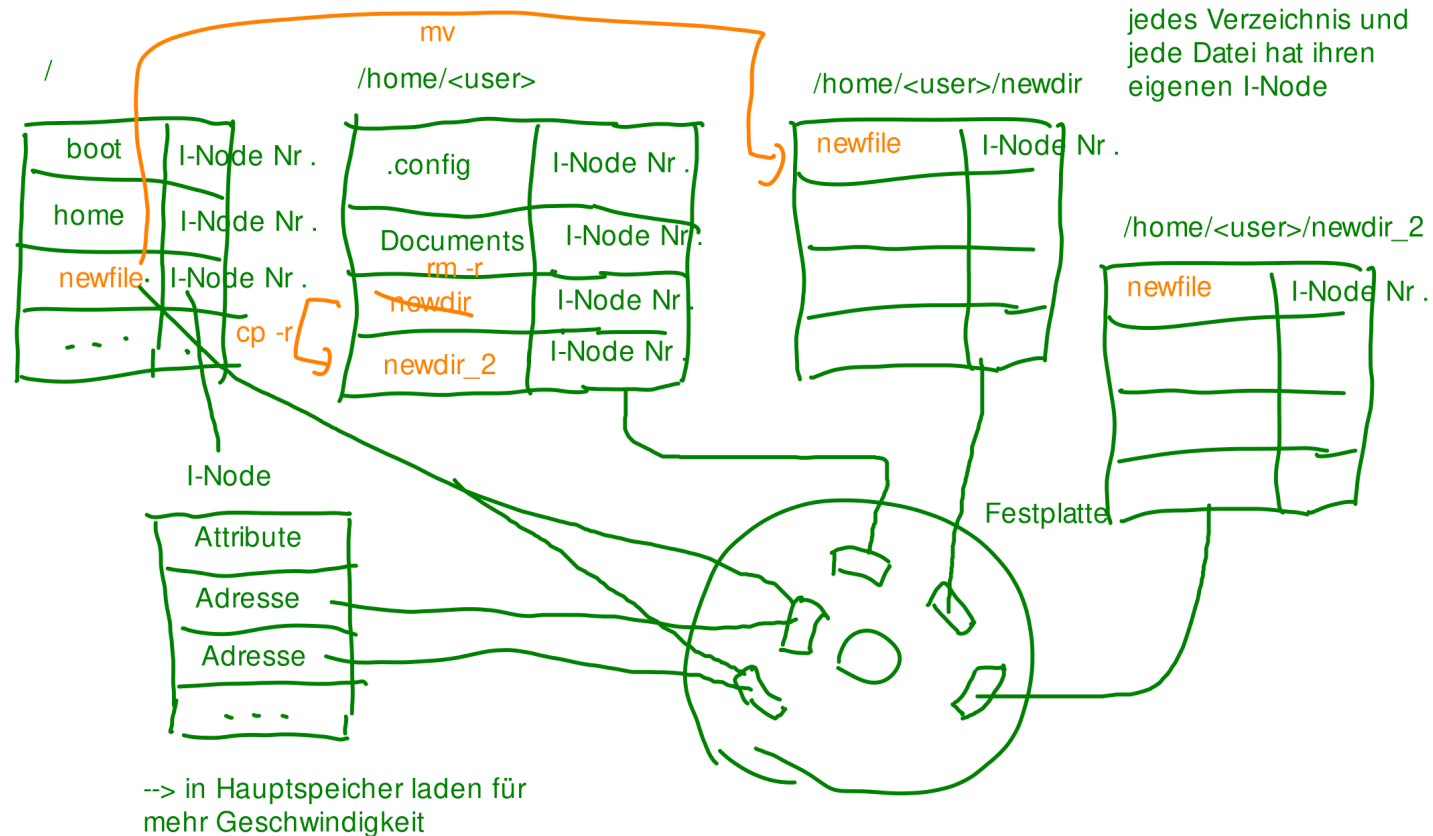 mv
jedes Verzeichnis und
jede Datei hat ihren
eigenen I-Node
/
/home/<user>
/home/<user>/newdir
boot
I-Node Nr .
home
I-Node Nr .
newfile
I-Node Nr .
. . .
.config
I-Node Nr .
Documents
I-Node Nr .
rm -r
newdir
I-Node Nr .
cp -r
newdir_2
I-Node Nr .
newfile
I-Node Nr .
/home/<user>/newdir_2
newfile
I-Node Nr .
I-Node
Attribute
Adresse
Adresse
. . .
Festplatte
--> in Hauptspeicher laden für
mehr Geschwindigkeit